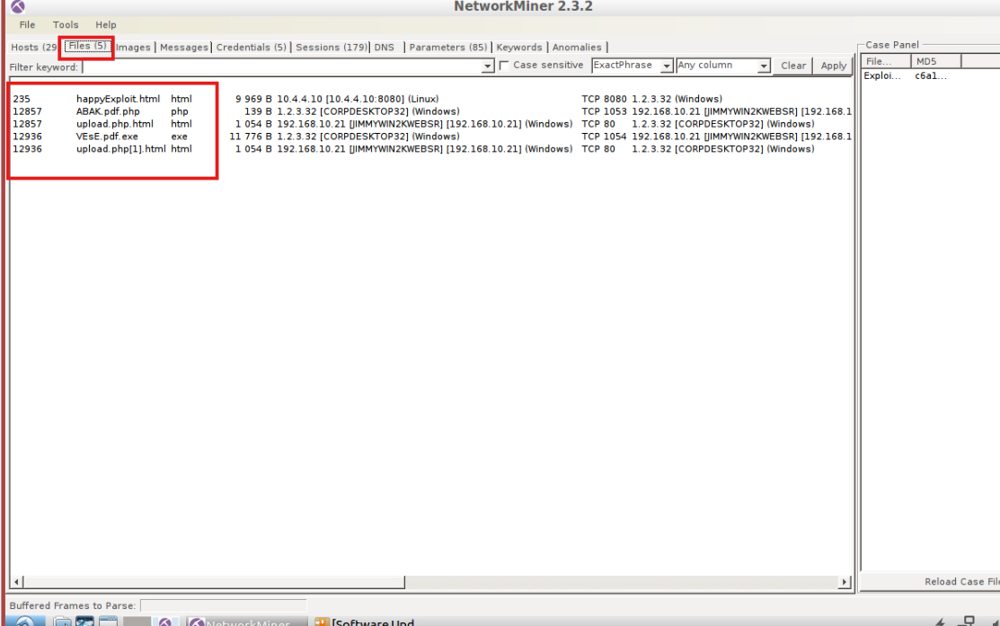 NetworkMiner 2.3.2
File Tools Help
Hosts (29 Files (5) Images | Messages | Credentials (5) | Sessions (179) | DNS | Parameters (85) | Keywords | Anomalies |
Filter keyword: Case sensitive ExactPhrase Any column Clear Apply
235 happyExploit.html html 9 969 B 10.4.4.10 [10.4.4.10:8080] (Linux) TCP 8080 1.2.3.32 (Windows)
12857 ABAK.pdf.php php 139 B 1.2.3.32 [CORPDESKTOP32] (Windows) TCP 1053 192.168.10.21 [JIMMYWIN2KWEBSR] [192.168.1
12857 upload.php.html html 1 054 B 192.168.10.21 [JIMMYWIN2KWEBSR] [192.168.10.21] (Windows) TCP 80 1.2.3.32 [CORPDESKTOP32] (Windows)
12936 VEsE.pdf.exe exe 11 776 B 1.2.3.32 [CORPDESKTOP32] (Windows) TCP 1054 192.168.10.21 [JIMMYWIN2KWEBSR] [192.168.1
12936 upload.php[1].html html 1 054 B 192.168.10.21 [JIMMYWIN2KWEBSR] [192.168.10.21] (Windows) TCP 80 1.2.3.32 [CORPDESKTOP32] (Windows)
Case Panel
File... MD5
Exploi... c6a1...
Reload Case File
Buffered Frames to Parse:
NetworkMiner [Software Upd